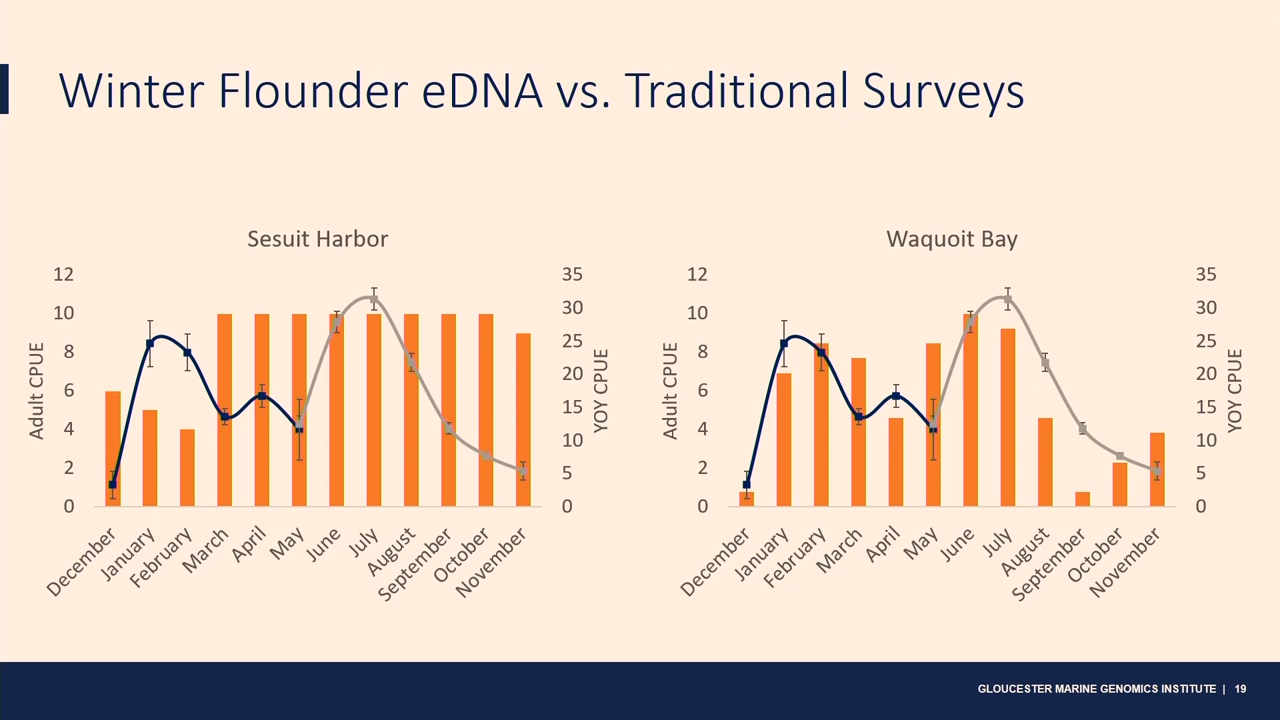 Winter Flounder eDNA vs. Traditional Surveys
Sesuit Harbor
12
10
8
6
4
2
0
Adult CPUE
35
30
25
20
15
10
5
0
YOY CPUE
December
January
February
March
April
May
June
July
August
September
October
November
Waquoit Bay
12
10
8
6
4
2
0
Adult CPUE
35
30
25
20
15
10
5
0
YOY CPUE
December
January
February
March
April
May
June
July
August
September
October
November
GLOUCESTER MARINE GENOMICS INSTITUTE | 19